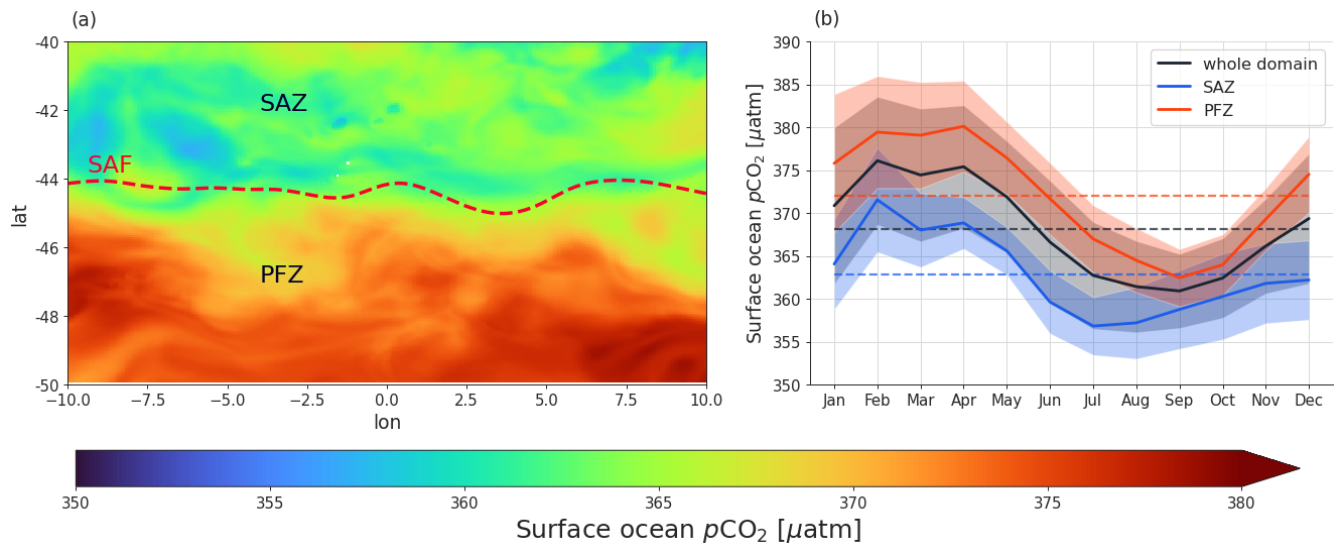 (a)
-40
-42
-44
-46
-48
-50
lat
SAZ
SAF
PFZ
−10.0 −7.5 −5.0 −2.5 0.0 2.5 5.0 7.5 10.0
lon
(b)
390
385
380
375
370
365
360
355
350
Surface ocean pCO₂ [μatm]
whole domain
SAZ
PFZ
Jan Feb Mar Apr May Jun Jul Aug Sep Oct Nov Dec
350 355 360 365 370 375 380
Surface ocean pCO₂ [μatm]